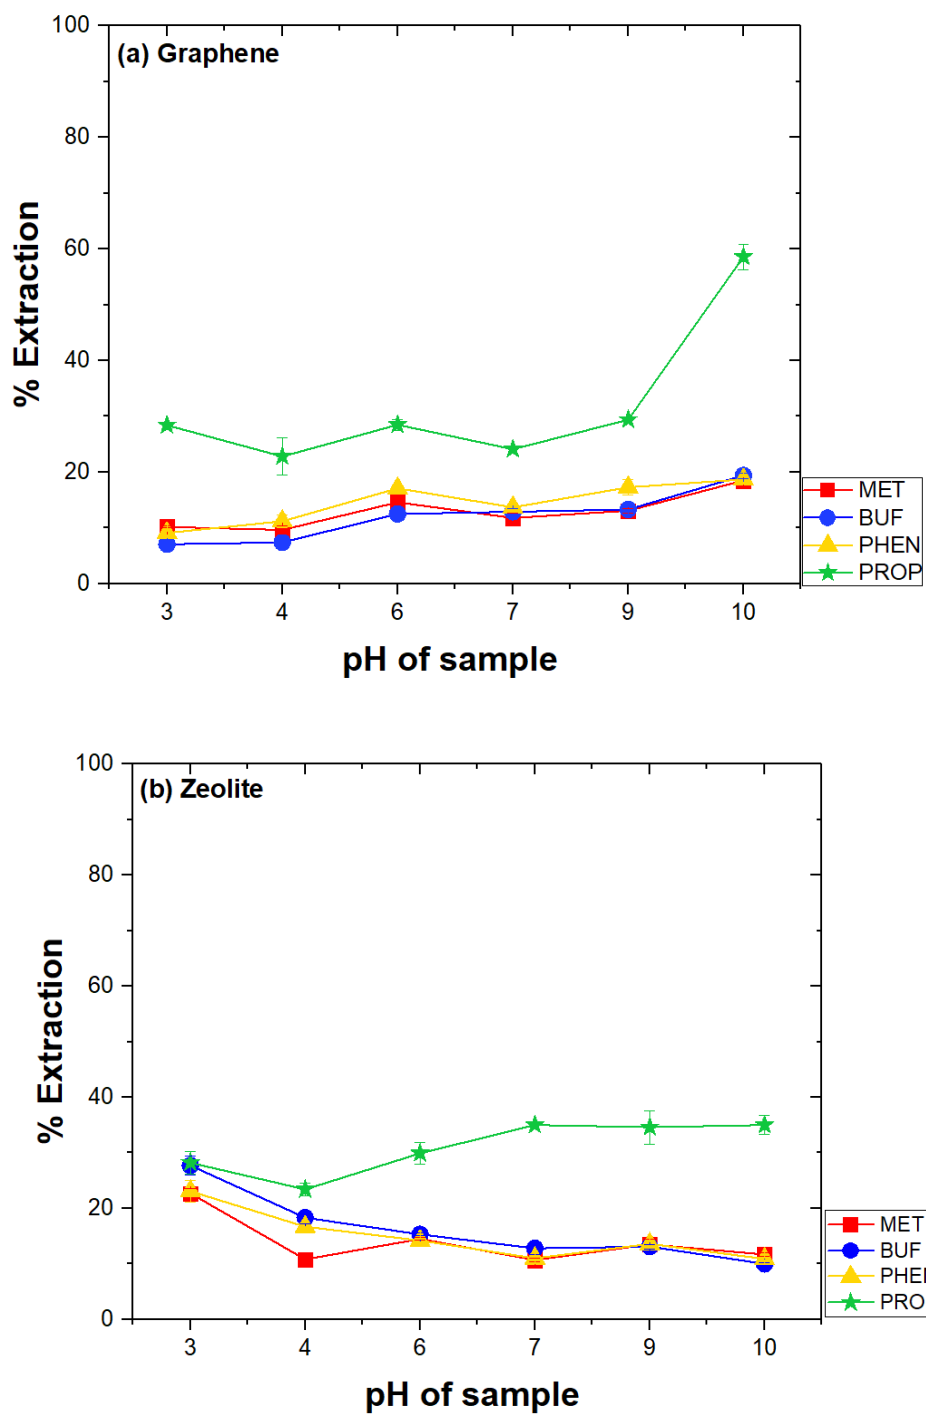 (a) Graphene
100
80
60
40
20
0
% Extraction
3 4 6 7 9 10
pH of sample
MET
BUF
PHEN
PROP
(b) Zeolite
100
80
60
40
20
0
% Extraction
3 4 6 7 9 10
pH of sample
MET
BUF
PHE
PRO